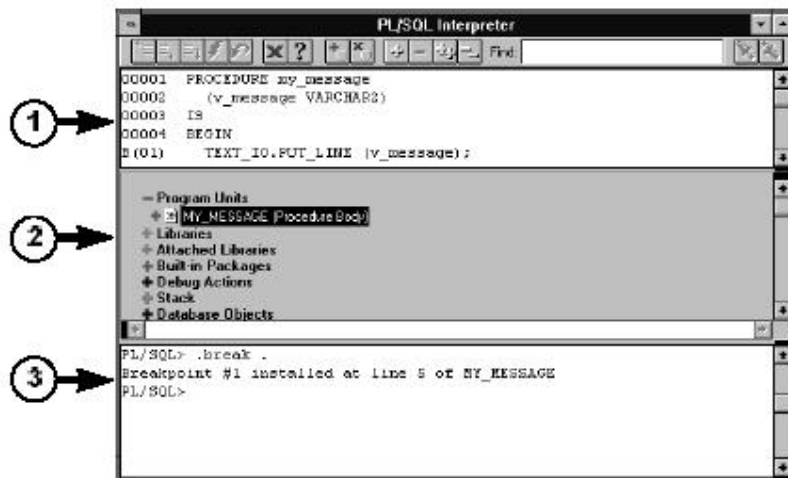 PL/SQL Interpreter
Find:
00001 PROCEDURE my_message
00002 (v_message VARCHAR2)
00003 IS
00004 BEGIN
B(01) TEXT_IO.PUT_LINE (v_message);
1
Program Units
MY_MESSAGE (Procedure Body)
2
Libraries
Attached Libraries
Built-in Packages
Debug Actions
Stack
Database Objects
PL/SQL> .break .
3
Breakpoint #1 installed at line 5 of MY_MESSAGE
PL/SQL>